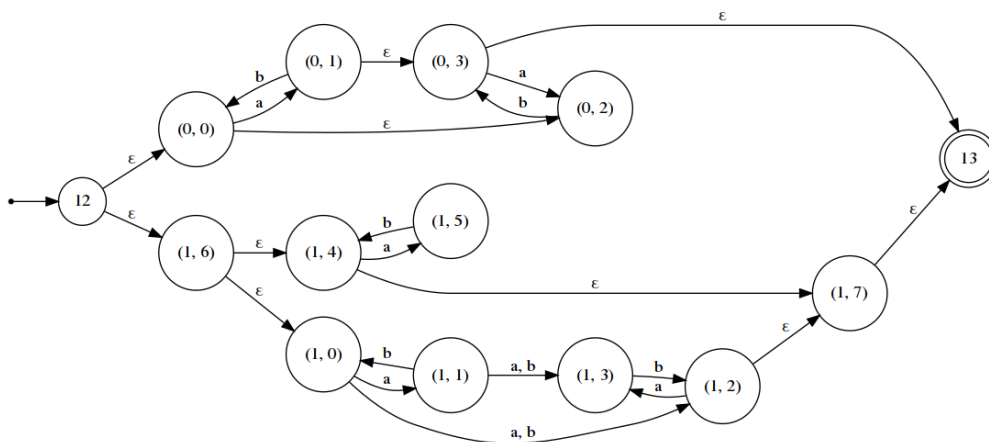 ε
(0, 1)
ε
(0, 3)
a
b
a
b
(0, 2)
(0, 0)
ε
ε
13
12
ε
(1, 6)
ε
(1, 4)
b
a
(1, 5)
ε
ε
ε
(1, 7)
(1, 0)
b
a
(1, 1)
a, b
(1, 3)
b
a
(1, 2)
ε
a, b